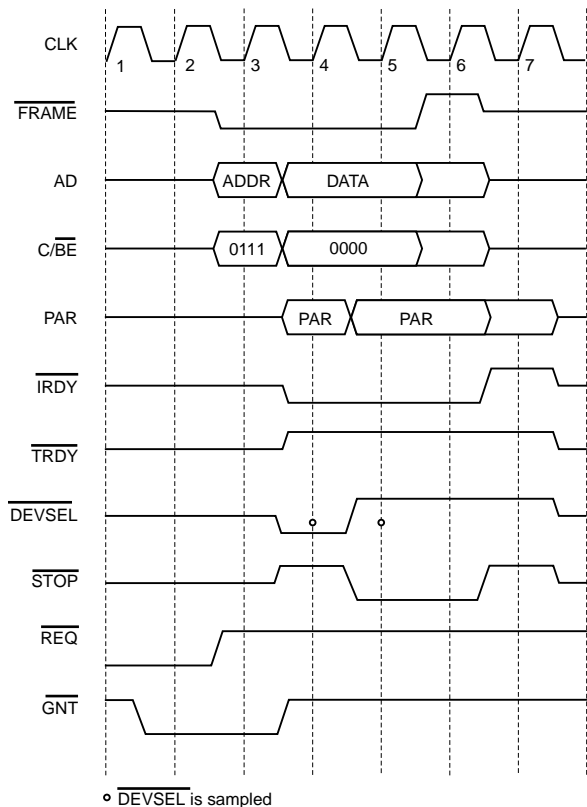 CLK
1 2 3 4 5 6 7
FRAME
AD ADDR DATA
C/BE 0111 0000
PAR PAR PAR
IRDY
TRDY
DEVSEL
STOP
REQ
GNT
DEVSEL is sampled